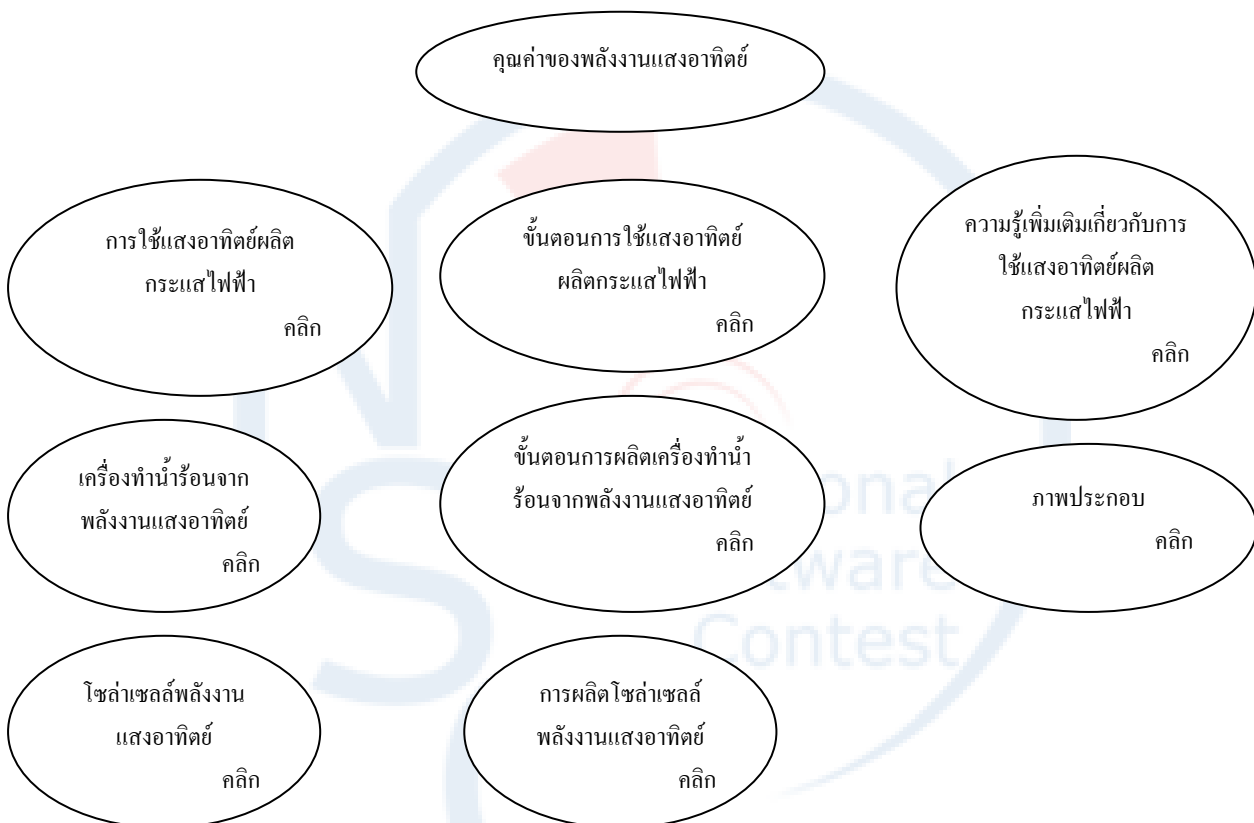 คุณค่าของพลังงานแสงอาทิตย์
การใช้แสงอาทิตย์ผลิต
กระแสไฟฟ้า
คลิก
ขั้นตอนการใช้แสงอาทิตย์
ผลิตกระแสไฟฟ้า
คลิก
ความรู้เพิ่มเติมเกี่ยวกับการ
ใช้แสงอาทิตย์ผลิต
กระแสไฟฟ้า
คลิก
เครื่องทำน้ำร้อนจาก
พลังงานแสงอาทิตย์
คลิก
ขั้นตอนการผลิตเครื่องทำน้ำ
ร้อนจากพลังงานแสงอาทิตย์
คลิก
ภาพประกอบ
คลิก
โซล่าเซลล์พลังงาน
แสงอาทิตย์
คลิก
การผลิตโซล่าเซลล์
พลังงานแสงอาทิตย์
คลิก
Contest